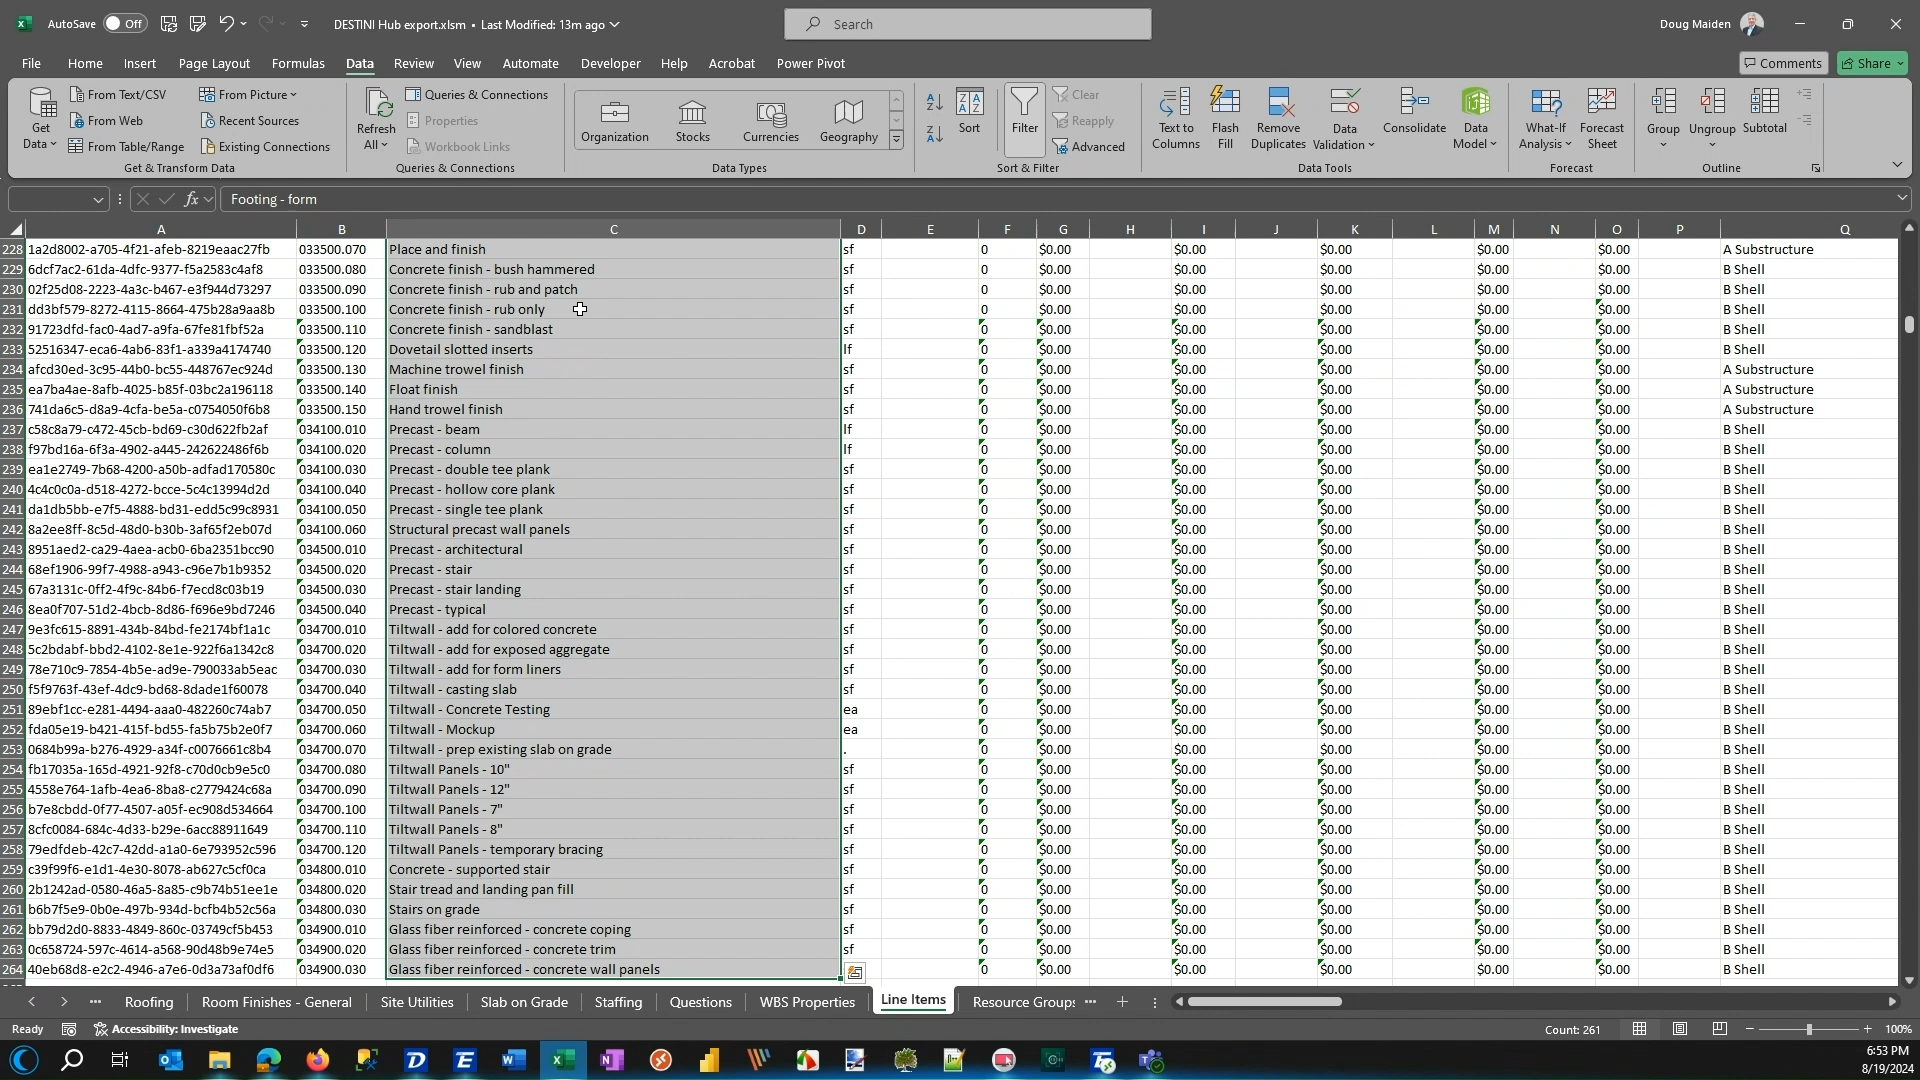 AutoSave Off DESTINI Hub export.xlsm • Last Modified: 13m ago Search Doug Maiden
File Home Insert Page Layout Formulas Data Review View Automate Developer Help Acrobat Power Pivot Comments Share
Get Data From Text/CSV From Web From Table/Range From Picture Recent Sources Existing Connections
Get & Transform Data
Refresh All Queries & Connections Properties Workbook Links
Queries & Connections
Organization Stocks Currencies Geography
Data Types
Sort Filter Clear Reapply Advanced
Sort & Filter
Text to Columns Flash Fill Remove Duplicates Data Validation Consolidate Data Model
Data Tools
What-If Analysis Forecast Sheet
Forecast
Group Ungroup Subtotal
Outline
fx Footing - form
A B C D E F G H I J K L M N O P Q
228 1a2d8002-a705-4f21-afeb-8219eaac27fb 033500.070 Place and finish sf 0 $0.00 $0.00 $0.00 $0.00 $0.00 A Substructure
229 6dcf7ac2-61da-4dfc-9377-f5a2583c4af8 033500.080 Concrete finish - bush hammered sf 0 $0.00 $0.00 $0.00 $0.00 $0.00 B Shell
230 02f25d08-2223-4a3c-b467-e3f944d73297 033500.090 Concrete finish - rub and patch sf 0 $0.00 $0.00 $0.00 $0.00 $0.00 B Shell
231 dd3bf579-8272-4115-8664-475b28a9aa8b 033500.100 Concrete finish - rub only sf 0 $0.00 $0.00 $0.00 $0.00 $0.00 B Shell
232 91723dfd-fac0-4ad7-a9fa-67fe81fbf52a 033500.110 Concrete finish - sandblast sf 0 $0.00 $0.00 $0.00 $0.00 $0.00 B Shell
233 52516347-eca6-4ab6-83f1-a339a4174740 033500.120 Dovetail slotted inserts lf 0 $0.00 $0.00 $0.00 $0.00 $0.00 B Shell
234 afcd30ed-3c95-44b0-bc55-448767ec924d 033500.130 Machine trowel finish sf 0 $0.00 $0.00 $0.00 $0.00 $0.00 A Substructure
235 ea7ba4ae-8afb-4025-b85f-03bc2a196118 033500.140 Float finish sf 0 $0.00 $0.00 $0.00 $0.00 $0.00 A Substructure
236 741da6c5-d8a9-4cfa-be5a-c0754050f6b8 033500.150 Hand trowel finish sf 0 $0.00 $0.00 $0.00 $0.00 $0.00 A Substructure
237 c58c8a79-c472-45cb-bd69-c30d622fb2af 034100.010 Precast - beam lf 0 $0.00 $0.00 $0.00 $0.00 $0.00 B Shell
238 f97bd16a-6f3a-4902-a445-242622486f6b 034100.020 Precast - column lf 0 $0.00 $0.00 $0.00 $0.00 $0.00 B Shell
239 ea1e2749-7b68-4200-a50b-adfad170580c 034100.030 Precast - double tee plank sf 0 $0.00 $0.00 $0.00 $0.00 $0.00 B Shell
240 4c4c0c0a-d518-4272-bcce-5c4c13994d2d 034100.040 Precast - hollow core plank sf 0 $0.00 $0.00 $0.00 $0.00 $0.00 B Shell
241 da1db5bb-e7f5-4888-bd31-edd5c99c8931 034100.050 Precast - single tee plank sf 0 $0.00 $0.00 $0.00 $0.00 $0.00 B Shell
242 8a2ee8ff-8c5d-48d0-b30b-3af65f2eb07d 034100.060 Structural precast wall panels sf 0 $0.00 $0.00 $0.00 $0.00 $0.00 B Shell
243 8951aed2-ca29-4aea-acb0-6ba2351bcc90 034500.010 Precast - architectural sf 0 $0.00 $0.00 $0.00 $0.00 $0.00 B Shell
244 68ef1906-99f7-4988-a943-c96e7b1b9352 034500.020 Precast - stair sf 0 $0.00 $0.00 $0.00 $0.00 $0.00 B Shell
245 67a3131c-0ff2-4f9c-84b6-f7ecd8c03b19 034500.030 Precast - stair landing sf 0 $0.00 $0.00 $0.00 $0.00 $0.00 B Shell
246 8ea0f707-51d2-4bcb-8d86-f696e9bd7246 034500.040 Precast - typical sf 0 $0.00 $0.00 $0.00 $0.00 $0.00 B Shell
247 9e3fc615-8891-434b-84bd-fe2174bf1a1c 034700.010 Tiltwall - add for colored concrete sf 0 $0.00 $0.00 $0.00 $0.00 $0.00 B Shell
248 5c2bdabf-bbd2-4102-8e1e-922f6a1342c8 034700.020 Tiltwall - add for exposed aggregate sf 0 $0.00 $0.00 $0.00 $0.00 $0.00 B Shell
249 78e710c9-7854-4b5e-ad9e-790033ab5eac 034700.030 Tiltwall - add for form liners sf 0 $0.00 $0.00 $0.00 $0.00 $0.00 B Shell
250 f5f9763f-43ef-4dc9-bd68-8dade1f60078 034700.040 Tiltwall - casting slab sf 0 $0.00 $0.00 $0.00 $0.00 $0.00 B Shell
251 89ebf1cc-e281-4494-aaa0-482260c74ab7 034700.050 Tiltwall - Concrete Testing ea 0 $0.00 $0.00 $0.00 $0.00 $0.00 B Shell
252 fda05e19-b421-415f-bd55-fa5b75b2e0f7 034700.060 Tiltwall - Mockup ea 0 $0.00 $0.00 $0.00 $0.00 $0.00 B Shell
253 0684b99a-b276-4929-a34f-c0076661c8b4 034700.070 Tiltwall - prep existing slab on grade . 0 $0.00 $0.00 $0.00 $0.00 $0.00 B Shell
254 fb17035a-165d-4921-92f8-c70d0cb9e5c0 034700.080 Tiltwall Panels - 10" sf 0 $0.00 $0.00 $0.00 $0.00 $0.00 B Shell
255 4558e764-1afb-4ea6-8ba8-c2779424c68a 034700.090 Tiltwall Panels - 12" sf 0 $0.00 $0.00 $0.00 $0.00 $0.00 B Shell
256 b7e8cbdd-0f77-4507-a05f-ec908d534664 034700.100 Tiltwall Panels - 7" sf 0 $0.00 $0.00 $0.00 $0.00 $0.00 B Shell
257 8cfc0084-684c-4d33-b29e-6acc88911649 034700.110 Tiltwall Panels - 8" sf 0 $0.00 $0.00 $0.00 $0.00 $0.00 B Shell
258 79edfdeb-42c7-42dd-a1a0-6e793952c596 034700.120 Tiltwall Panels - temporary bracing sf 0 $0.00 $0.00 $0.00 $0.00 $0.00 B Shell
259 c39f99f6-e1d1-4e30-8078-ab627c5cf0ca 034800.010 Concrete - supported stair sf 0 $0.00 $0.00 $0.00 $0.00 $0.00 B Shell
260 2b1242ad-0580-46a5-8a85-c9b74b51ee1e 034800.020 Stair tread and landing pan fill sf 0 $0.00 $0.00 $0.00 $0.00 $0.00 B Shell
261 b6b7f5e9-0b0e-497b-934d-bcfb4b52c56a 034800.030 Stairs on grade sf 0 $0.00 $0.00 $0.00 $0.00 $0.00 B Shell
262 bb79d2d0-8833-4849-860c-03749cf5b453 034900.010 Glass fiber reinforced - concrete coping sf 0 $0.00 $0.00 $0.00 $0.00 $0.00 B Shell
263 0c658724-597c-4614-a568-90d48b9e74e5 034900.020 Glass fiber reinforced - concrete trim sf 0 $0.00 $0.00 $0.00 $0.00 $0.00 B Shell
264 40eb68d8-e2c2-4946-a7e6-0d3a73af0df6 034900.030 Glass fiber reinforced - concrete wall panels 0 $0.00 $0.00 $0.00 $0.00 $0.00 B Shell
Roofing Room Finishes - General Site Utilities Slab on Grade Staffing Questions WBS Properties Line Items Resource Groups
Ready Accessibility: Investigate Count: 261 100%
6:53 PM
8/19/2024